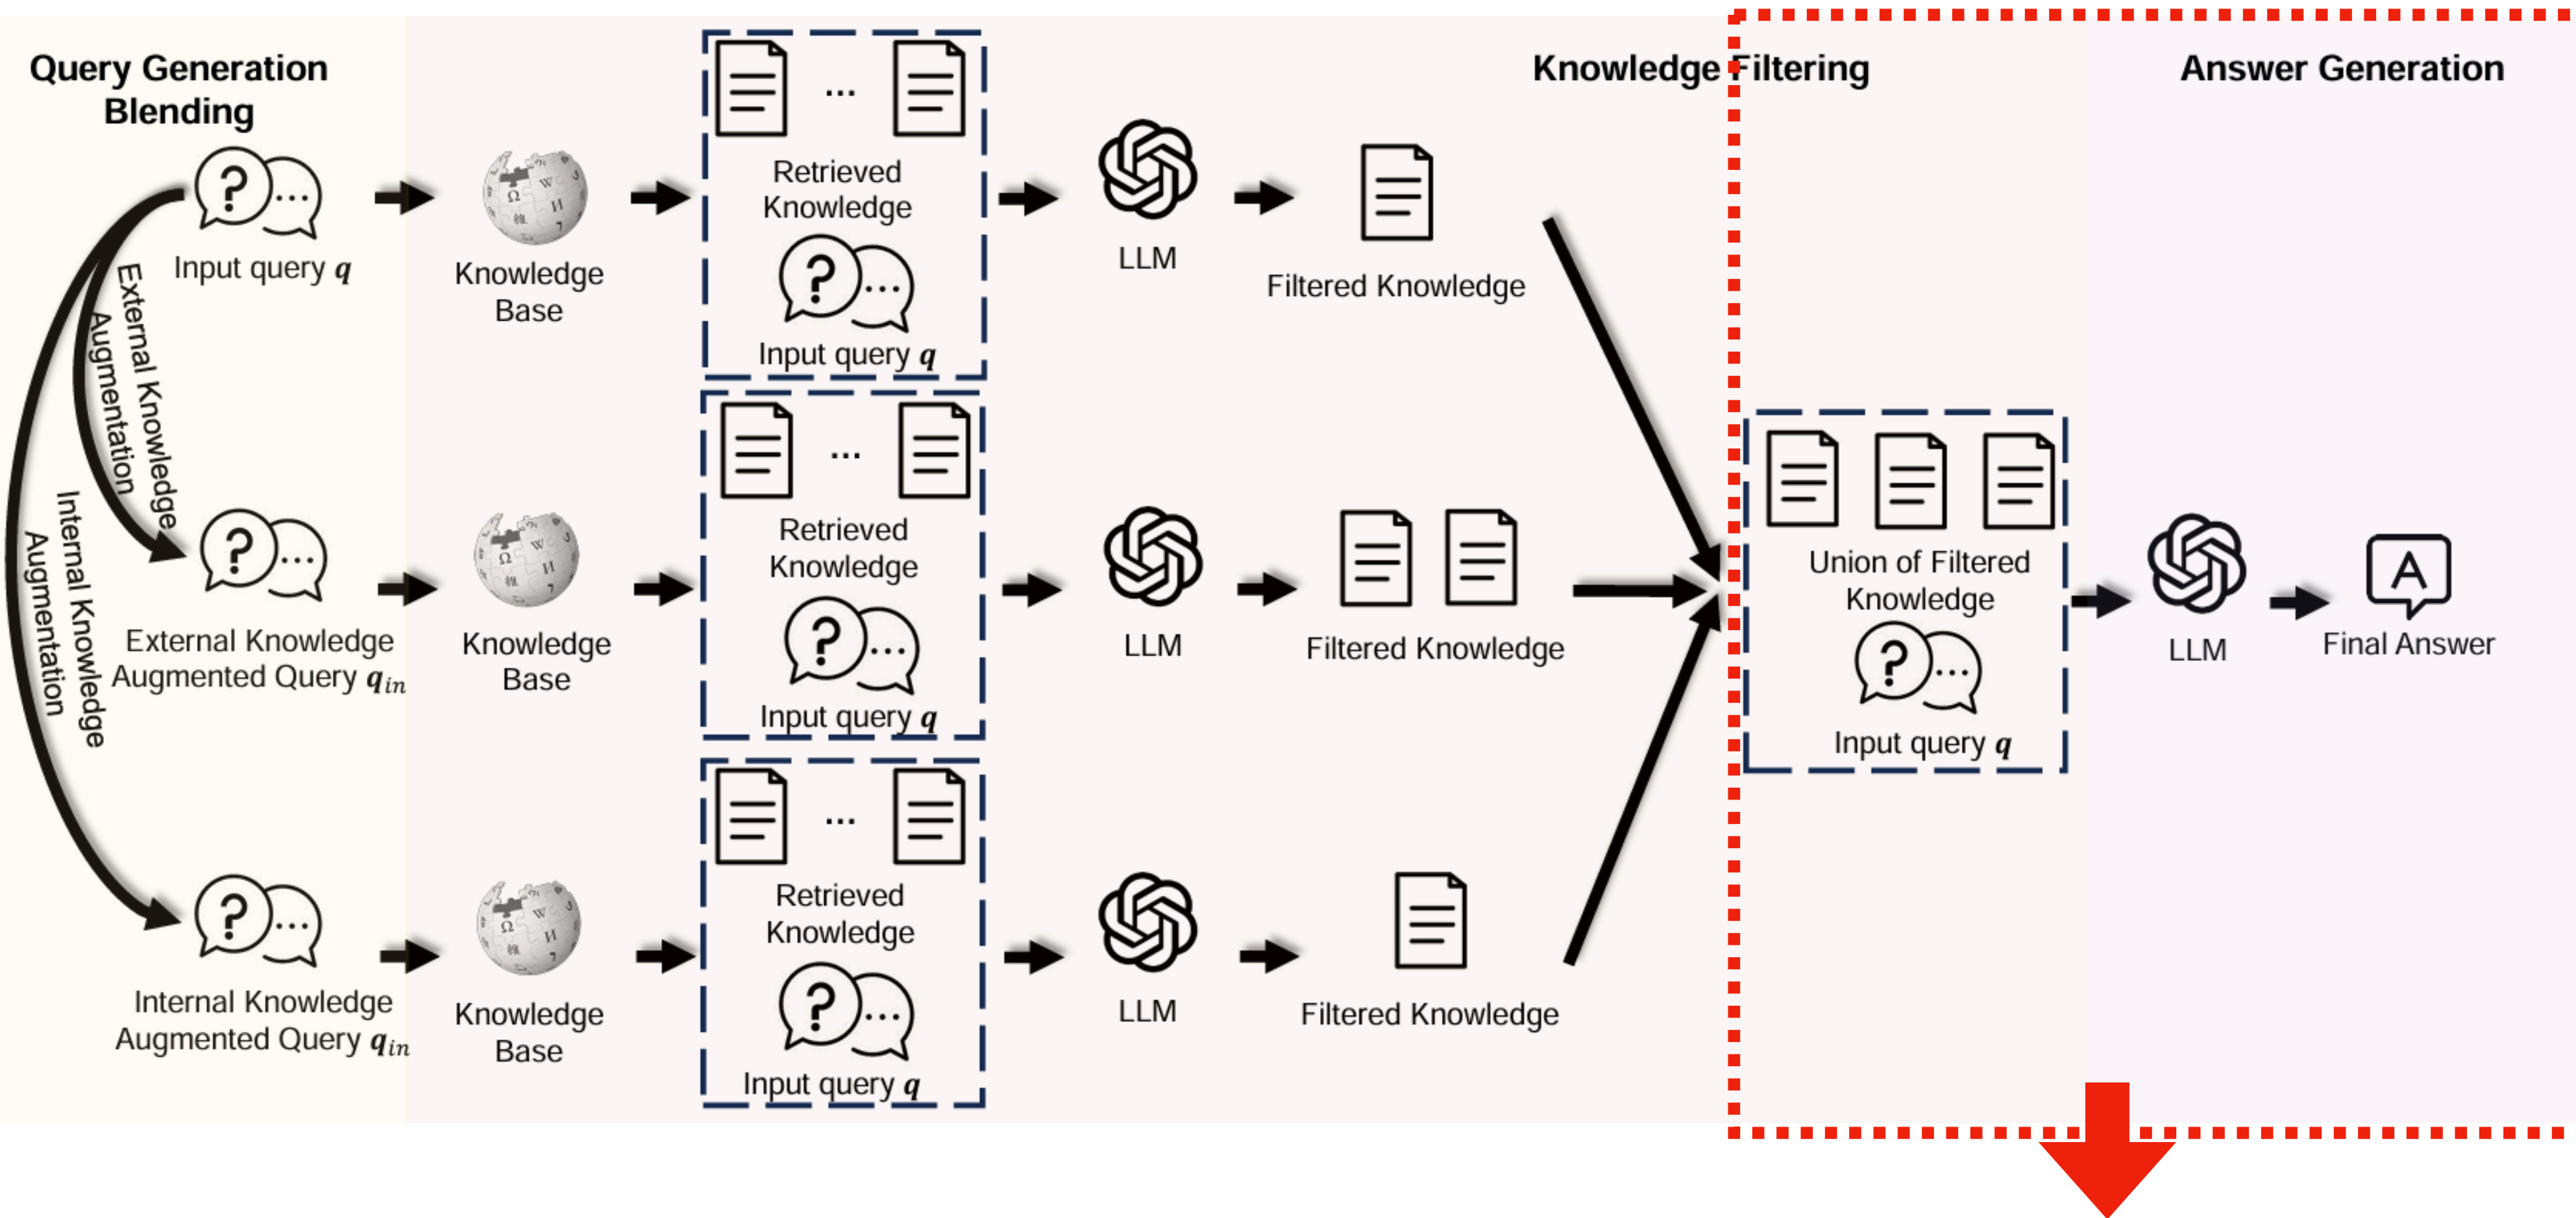 Query Generation
Blending
Knowledge Filtering
Answer Generation
Input query q
External Knowledge
Augmentation
Internal Knowledge
Augmentation
Knowledge
Base
...
Retrieved
Knowledge
Input query q
LLM
Filtered Knowledge
External Knowledge
Augmented Query qin
Knowledge
Base
...
Retrieved
Knowledge
Input query q
LLM
Filtered Knowledge
Internal Knowledge
Augmented Query qin
Knowledge
Base
...
Retrieved
Knowledge
Input query q
LLM
Filtered Knowledge
Union of Filtered
Knowledge
Input query q
LLM
A
Final Answer